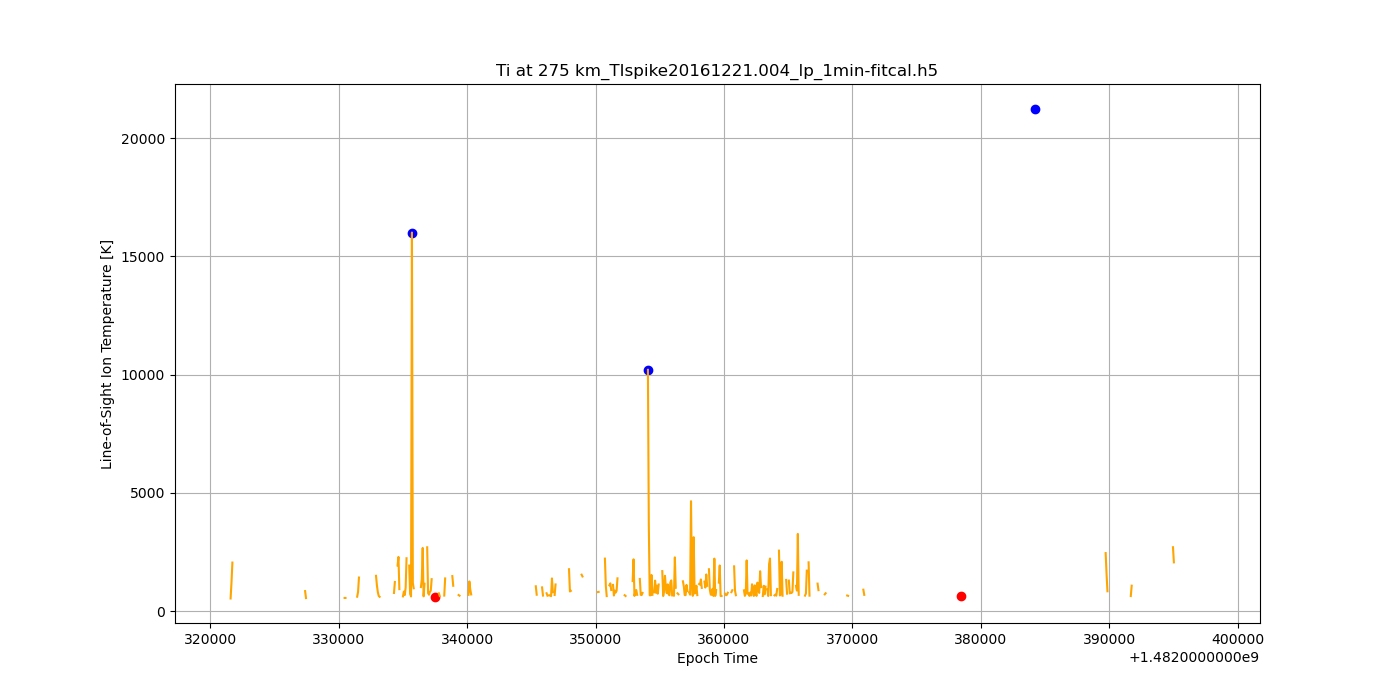 Ti at 275 km_TIspike20161221.004_lp_1min-fitcal.h5
Line-of-Sight Ion Temperature [K]
20000
15000
10000
5000
0
320000 330000 340000 350000 360000 370000 380000 390000 400000
Epoch Time
+1.4820000000e9